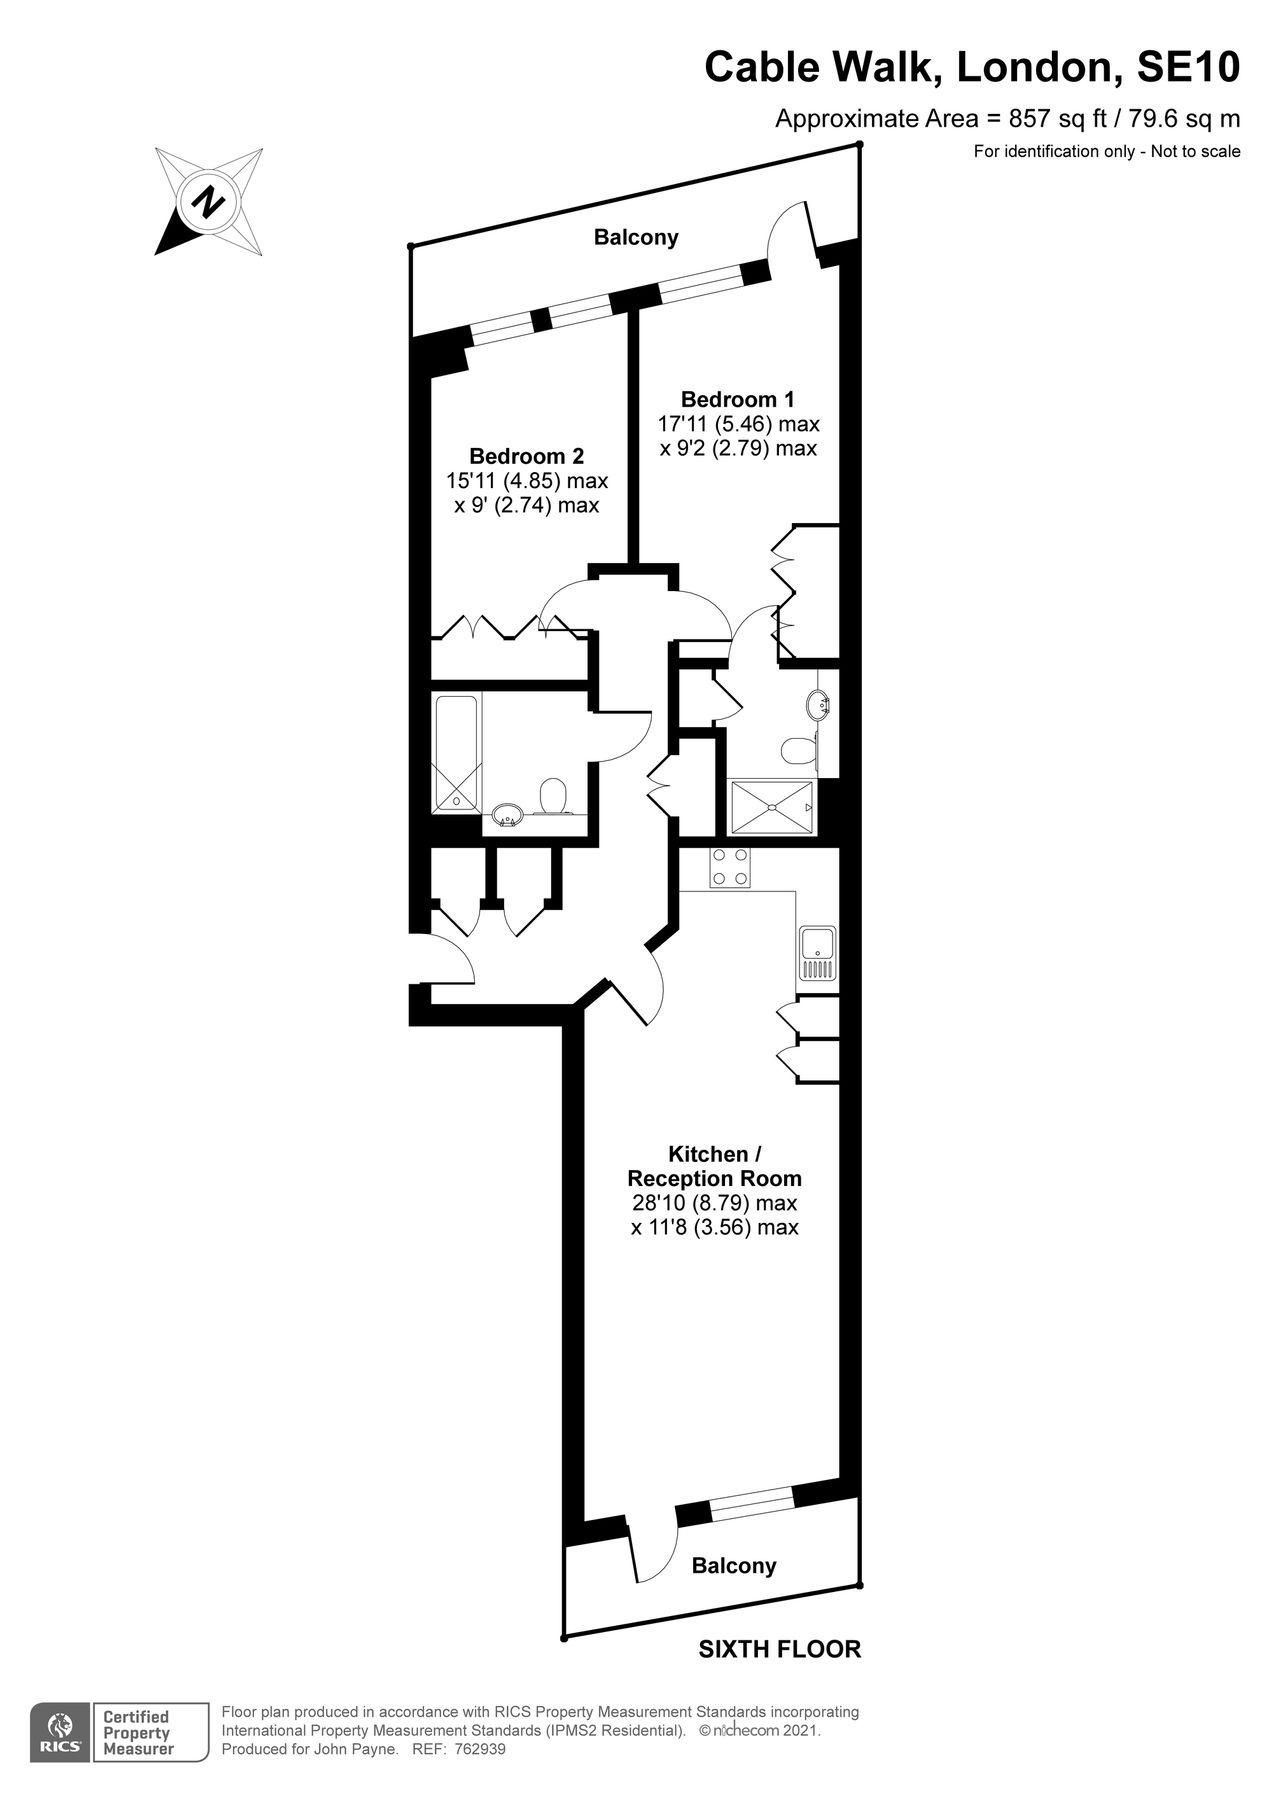 Cable Walk, London, SE10
Approximate Area = 857 sq ft / 79.6 sq m
For identification only - Not to scale
N
Balcony
Bedroom 1
17'11 (5.46) max
x 9'2 (2.79) max
Bedroom 2
15'11 (4.85) max
x 9' (2.74) max
Kitchen /
Reception Room
28'10 (8.79) max
x 11'8 (3.56) max
Balcony
SIXTH FLOOR
RICS
Certified
Property
Measurer
Floor plan produced in accordance with RICS Property Measurement Standards incorporating
International Property Measurement Standards (IPMS2 Residential). © nichecom 2021.
Produced for John Payne. REF: 762939